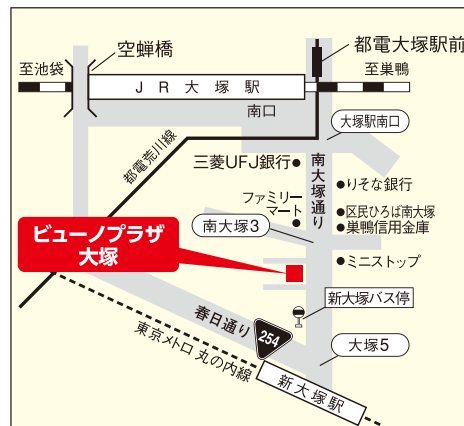 空蝉橋
都電大塚駅前
至池袋
至巣鴨
JR大塚駅
南口
大塚駅南口
都電荒川線
三菱UFJ銀行
南大塚通り
りそな銀行
ファミリー
マート
区民ひろば南大塚
南大塚3
巣鴨信用金庫
ビューノプラザ
大塚
ミニストップ
新大塚バス停
春日通り
254
大塚5
東京メトロ 丸の内線
新大塚駅